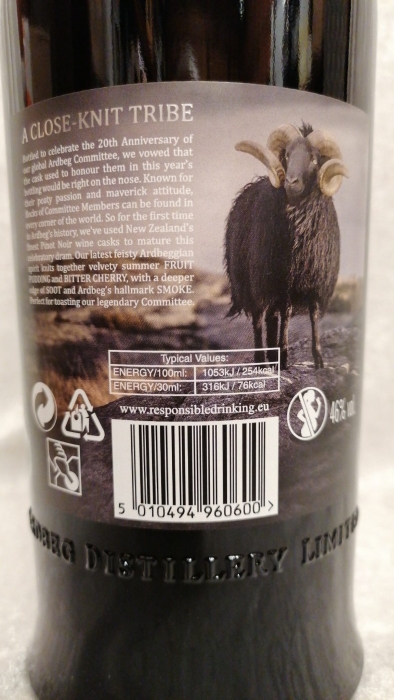 A CLOSE-KNIT TRIBE
to celebrate the 20th Anniversary of
our global Ardbeg Committee, we vowed that
the cask used to honour them in this year's
bottling would be right on the nose. Known for
their peaty passion and maverick attitude,
flocks of Committee Members can be found in
every corner of the world. So for the first time
in Ardbeg's history, we've used New Zealand's
finest Pinot Noir wine casks to mature this
celebratory dram. Our latest feisty Ardbeggian
spirit knits together velvety summer FRUIT
PUDDING and BITTER CHERRY, with a deeper
edge of SOOT and Ardbeg's hallmark SMOKE.
Perfect for toasting our legendary Committee.
Typical Values:
ENERGY/100ml: 1053kJ / 254kcal
ENERGY/30ml: 316kJ / 76kcal
www.responsibledrinking.eu
46% vol
5 010494 960600 >
ARDBEG DISTILLERY LIMITED